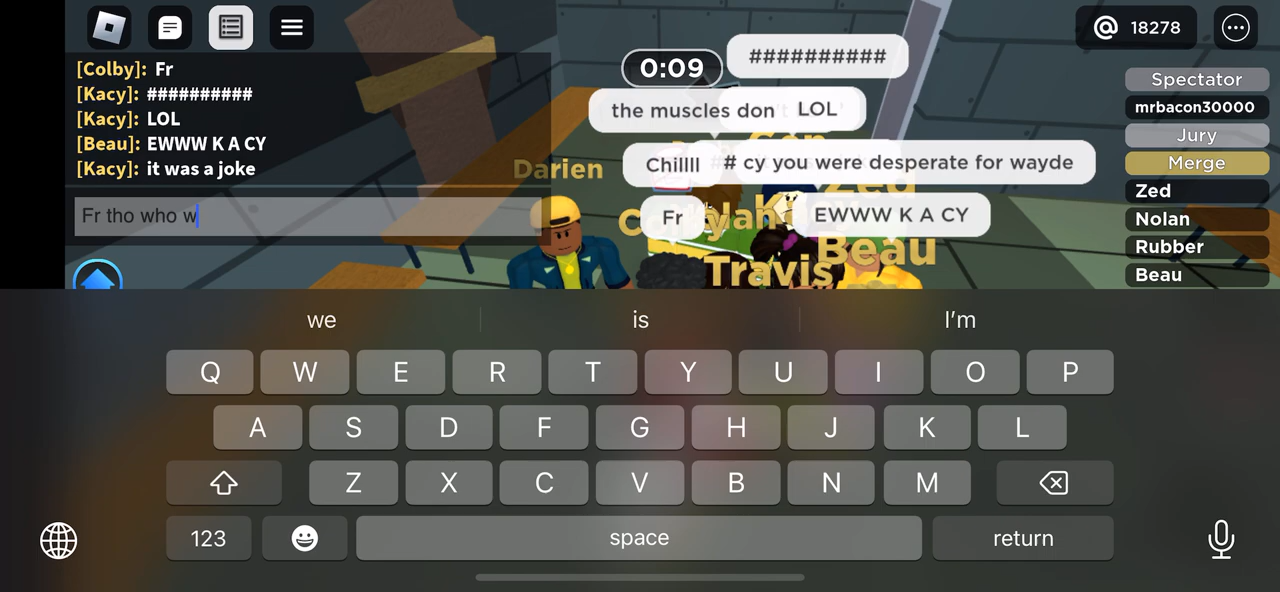 18278
[Colby]: Fr
[Kacy]: ##########
[Kacy]: LOL
[Beau]: EWWW K A CY
[Kacy]: it was a joke
Fr tho who w
0:09
##########
the muscles don
LOL
Chillll
# cy you were desperate for wayde
Fr
EWWW K A CY
Darien
Zed
Travis
Beau
Spectator
mrbacon30000
Jury
Merge
Zed
Nolan
Rubber
Beau
we
is
I'm
Q W E R T Y U I O P
A S D F G H J K L
Z X C V B N M
123
space
return